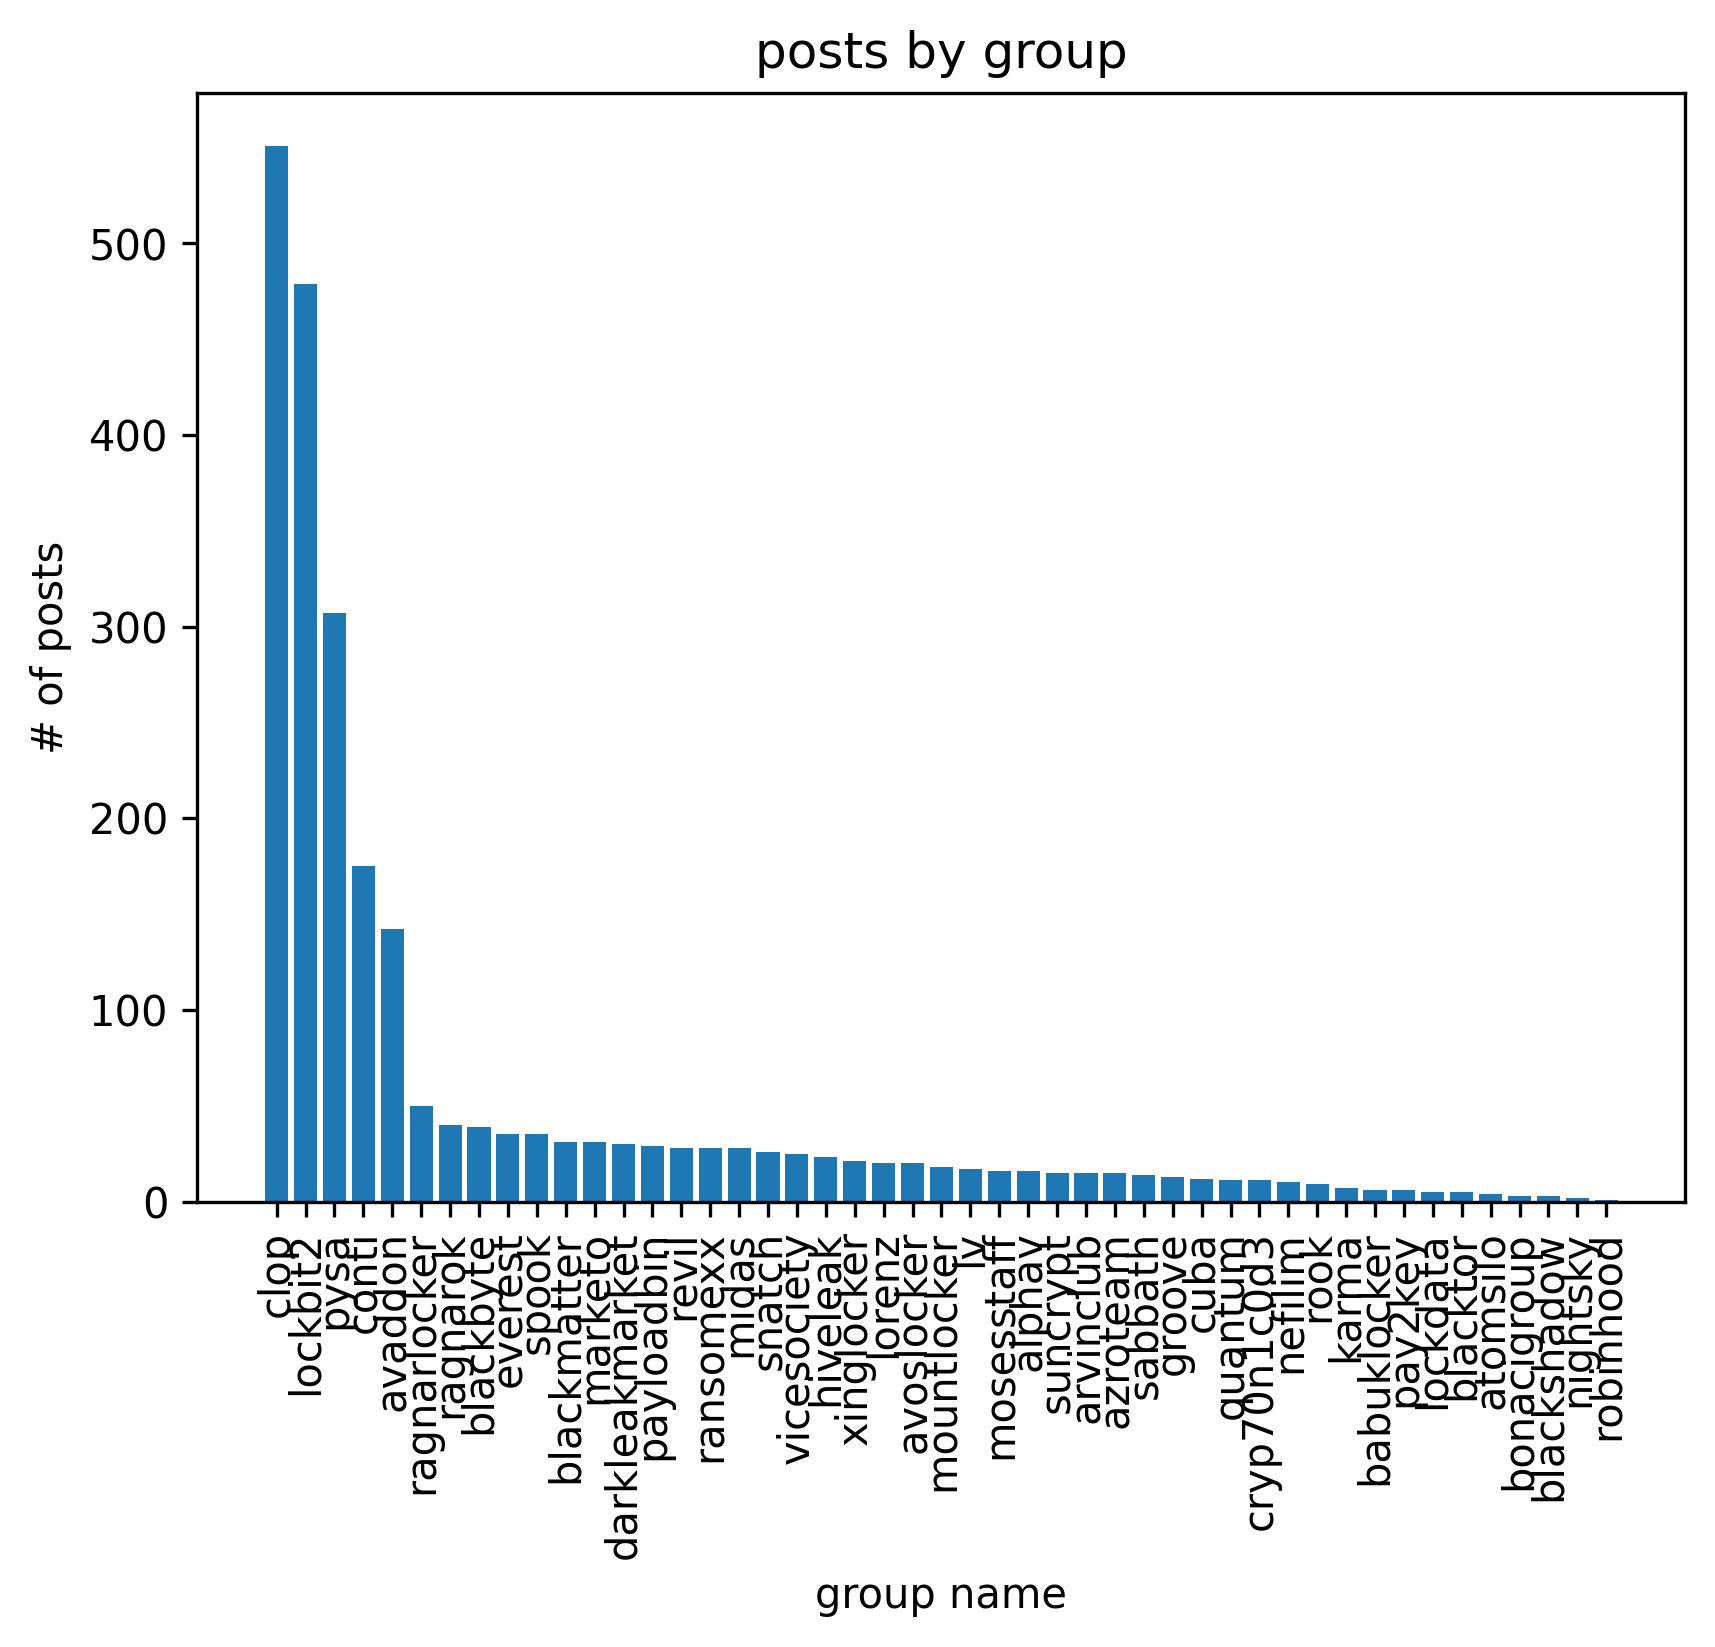 posts by group
# of posts
500
400
300
200
100
0
clop
lockbit2
pysa
conti
avaddon
ragnarlocker
ragnarok
blackbyte
everest
spook
blackmatter
marketo
darkleakmarket
payloadbin
revil
ransomexx
midas
snatch
vicesociety
hiveleak
xinglocker
lorenz
avoslocker
mountlocker
lv
mosesstaff
alphav
suncrypt
arvinclub
azroteam
sabbath
groove
cuba
quantum
cryp70n1c0d3
nefilim
rook
karma
babuklocker
pay2key
lockdata
blacktor
atomsilo
bonacigroup
blackshadow
nightsky
robinhood
group name